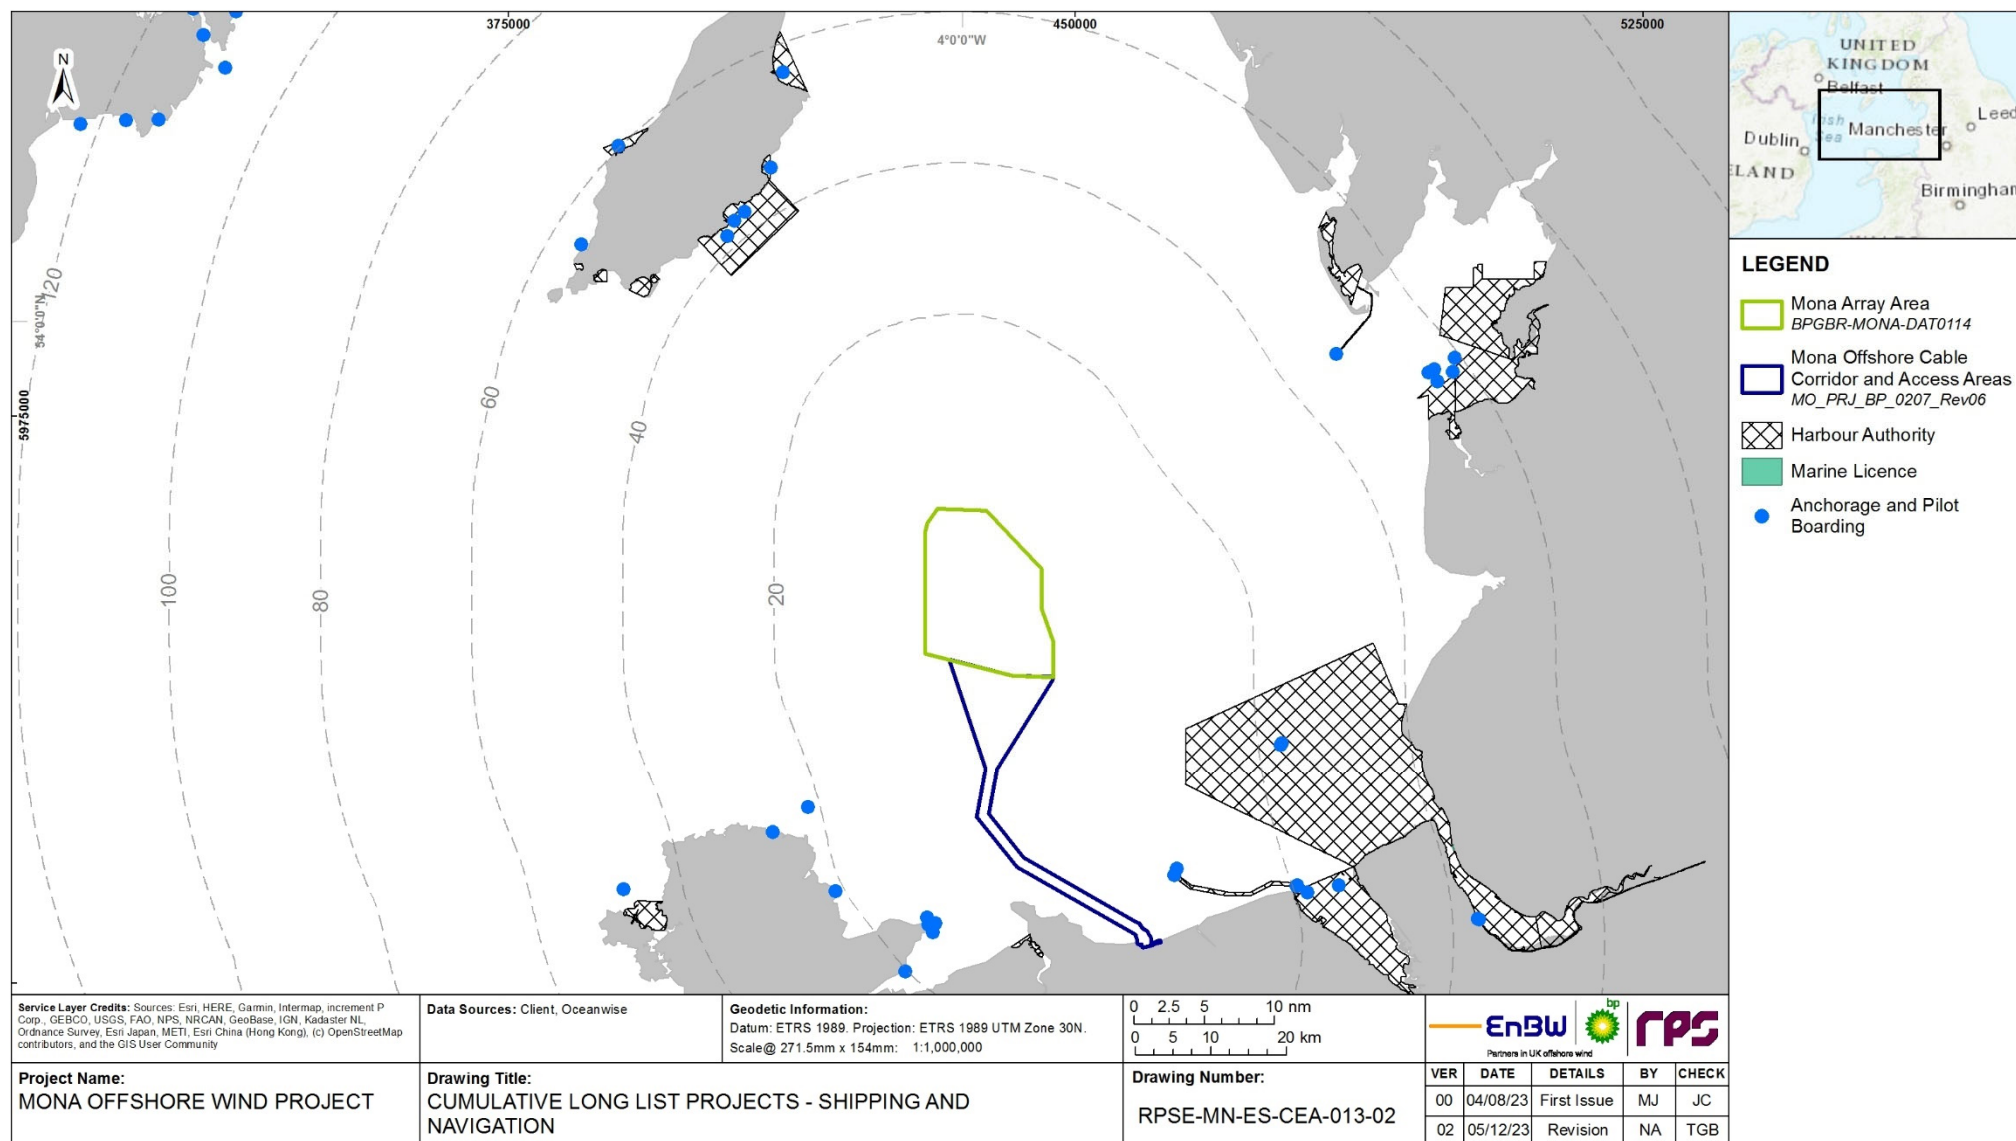 375000
450000
525000
4°0'0"W
N
120
54°0'0"N
5975000
100
80
60
40
20
UNITED
KINGDOM
Belfast
Irish
Sea
Manchester
Leed
Dublin
ELAND
Birmingham
LEGEND
Mona Array Area
BPGBR-MONA-DAT0114
Mona Offshore Cable
Corridor and Access Areas
MO_PRJ_BP_0207_Rev06
Harbour Authority
Marine Licence
Anchorage and Pilot
Boarding
Service Layer Credits: Sources: Esri, HERE, Garmin, Intermap, increment P
Corp., GEBCO, USGS, FAO, NPS, NRCAN, GeoBase, IGN, Kadaster NL,
Ordnance Survey, Esri Japan, METI, Esri China (Hong Kong), (c) OpenStreetMap
contributors, and the GIS User Community
Data Sources: Client, Oceanwise
Geodetic Information:
Datum: ETRS 1989. Projection: ETRS 1989 UTM Zone 30N.
Scale@ 271.5mm x 154mm: 1:1,000,000
0 2.5 5 10 nm
0 5 10 20 km
EnBW
bp
rps
Partners in UK offshore wind
Project Name:
MONA OFFSHORE WIND PROJECT
Drawing Title:
CUMULATIVE LONG LIST PROJECTS - SHIPPING AND
NAVIGATION
Drawing Number:
RPSE-MN-ES-CEA-013-02
VER DATE DETAILS BY CHECK
00 04/08/23 First Issue MJ JC
02 05/12/23 Revision NA TGB